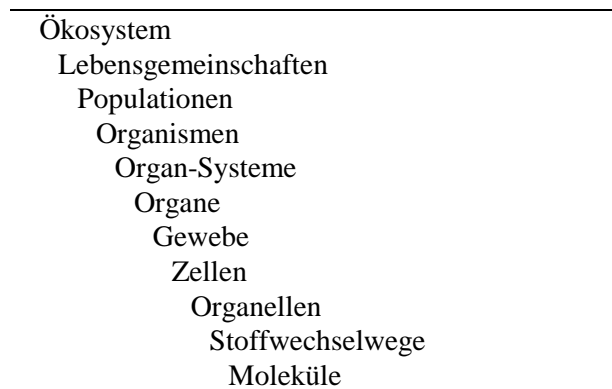 Ökosystem
Lebensgemeinschaften
Populationen
Organismen
Organ-Systeme
Organe
Gewebe
Zellen
Organellen
Stoffwechselwege
Moleküle